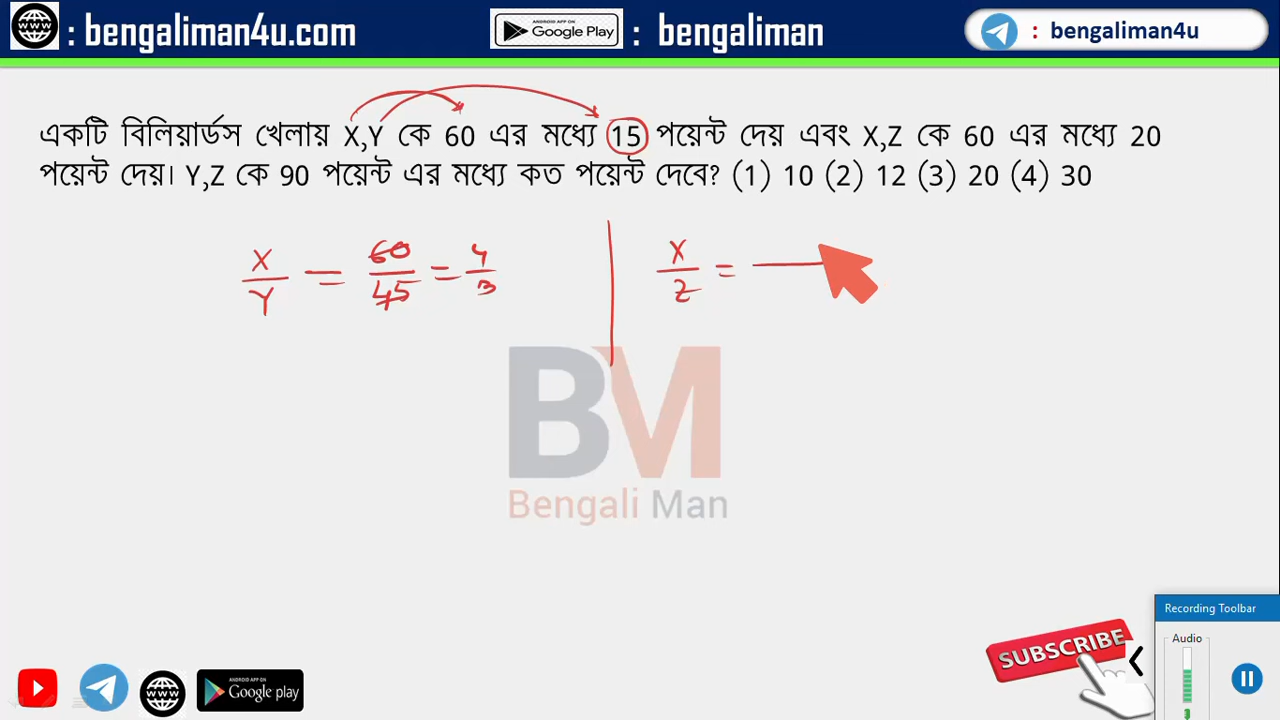 : bengaliman4u.com
ANDROID APP ON
Google Play
: bengaliman
: bengaliman4u
একটি বিলিয়ার্ডস খেলায় X,Y কে 60 এর মধ্যে 15 পয়েন্ট দেয় এবং X,Z কে 60 এর মধ্যে 20
পয়েন্ট দেয়। Y,Z কে 90 পয়েন্ট এর মধ্যে কত পয়েন্ট দেবে? (1) 10 (2) 12 (3) 20 (4) 30
X/Y = 60/45 = 4/3
X/Z =
BM
Bengali Man
Recording Toolbar
Audio
SUBSCRIBE
WWW
ANDROID APP ON
Google play